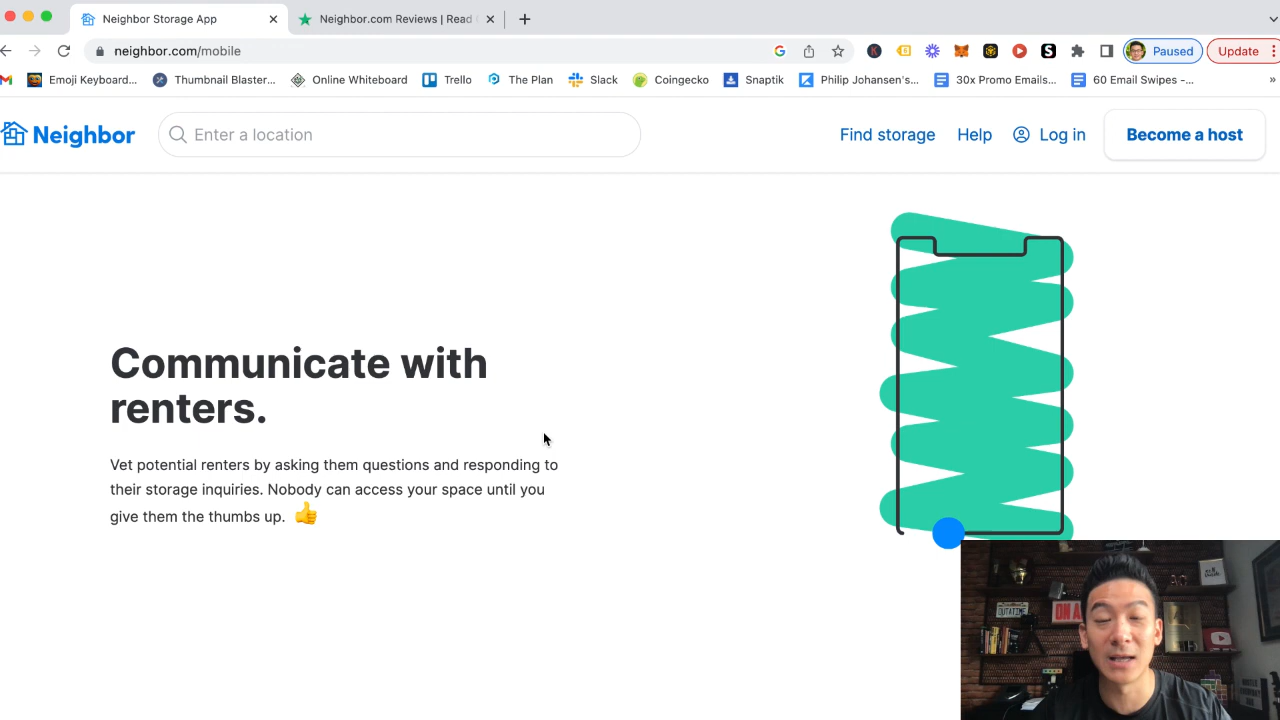 Neighbor Storage App
Neighbor.com Reviews | Read
neighbor.com/mobile
Paused
Update
Emoji Keyboard...
Thumbnail Blaster...
Online Whiteboard
Trello
The Plan
Slack
Coingecko
Snaptik
Philip Johansen's...
30x Promo Emails...
60 Email Swipes -...
»
Neighbor
Enter a location
Find storage
Help
Log in
Become a host
Communicate with
renters.
Vet potential renters by asking them questions and responding to
their storage inquiries. Nobody can access your space until you
give them the thumbs up. 👍
OUTATIME
ON A